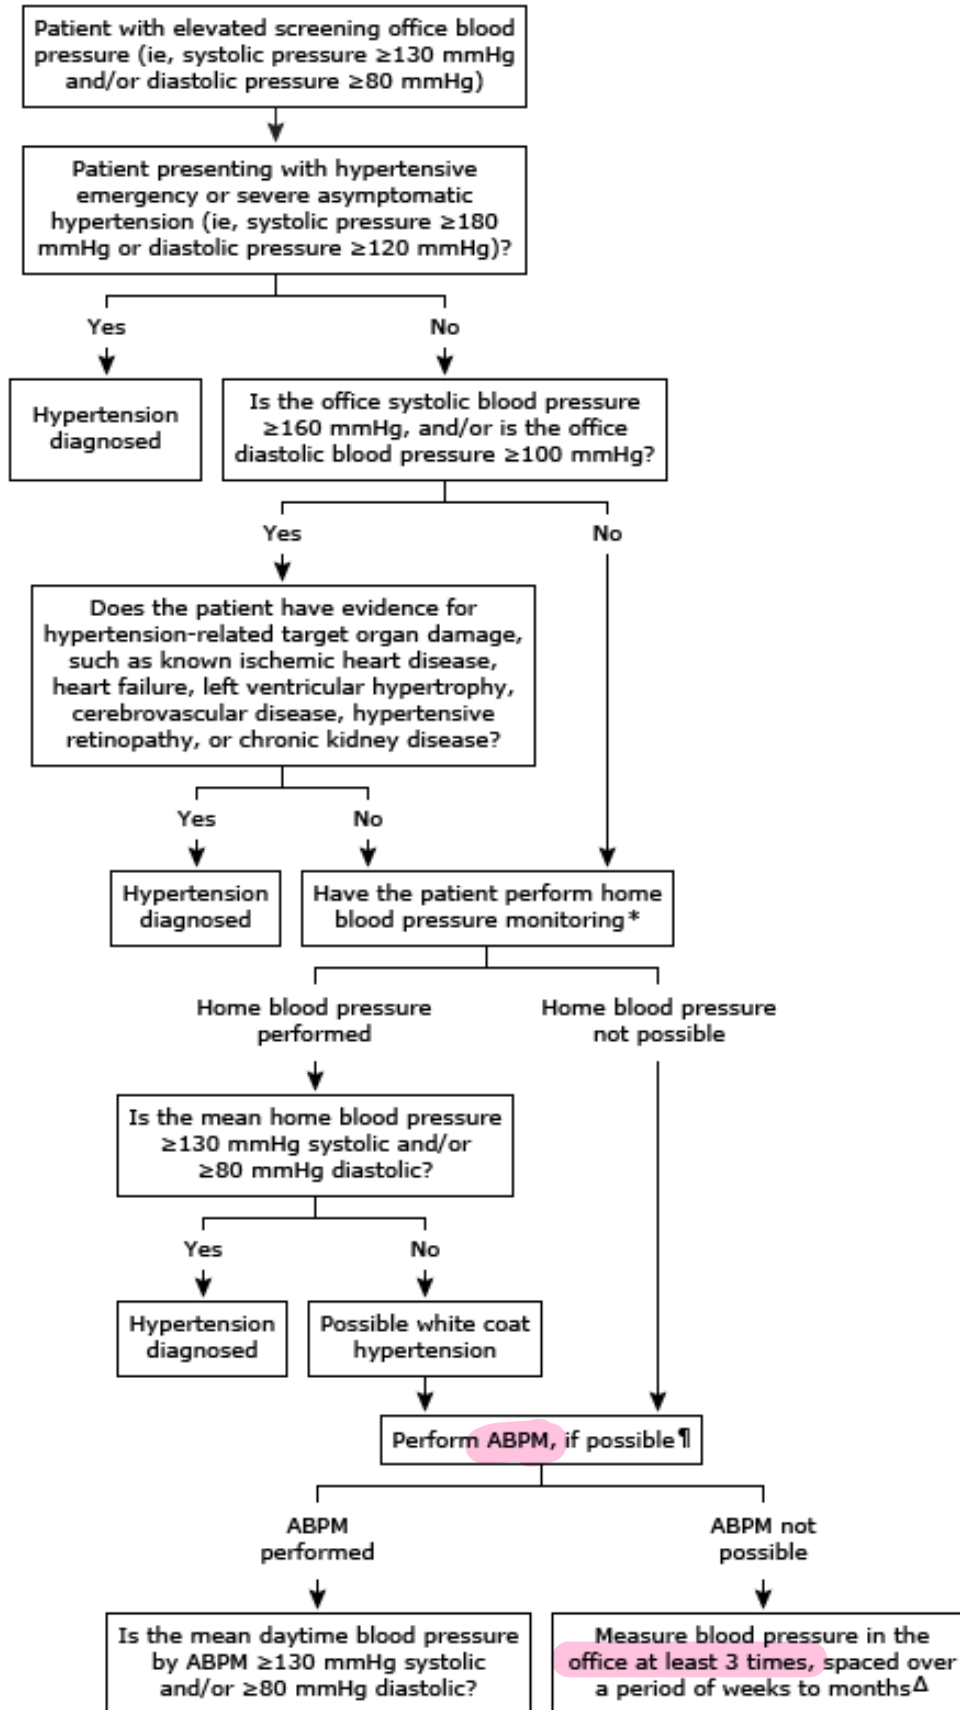 Patient with elevated screening office blood
pressure (ie, systolic pressure ≥130 mmHg
and/or diastolic pressure ≥80 mmHg)
Patient presenting with hypertensive
emergency or severe asymptomatic
hypertension (ie, systolic pressure ≥180
mmHg or diastolic pressure ≥120 mmHg)?
Yes
No
Hypertension
diagnosed
Is the office systolic blood pressure
≥160 mmHg, and/or is the office
diastolic blood pressure ≥100 mmHg?
Yes
No
Does the patient have evidence for
hypertension-related target organ damage,
such as known ischemic heart disease,
heart failure, left ventricular hypertrophy,
cerebrovascular disease, hypertensive
retinopathy, or chronic kidney disease?
Yes
No
Hypertension
diagnosed
Have the patient perform home
blood pressure monitoring*
Home blood pressure
performed
Home blood pressure
not possible
Is the mean home blood pressure
≥130 mmHg systolic and/or
≥80 mmHg diastolic?
Yes
No
Hypertension
diagnosed
Possible white coat
hypertension
Perform ABPM, if possible¶
ABPM
performed
ABPM not
possible
Is the mean daytime blood pressure
by ABPM ≥130 mmHg systolic
and/or ≥80 mmHg diastolic?
Measure blood pressure in the
office at least 3 times, spaced over
a period of weeks to monthsΔ